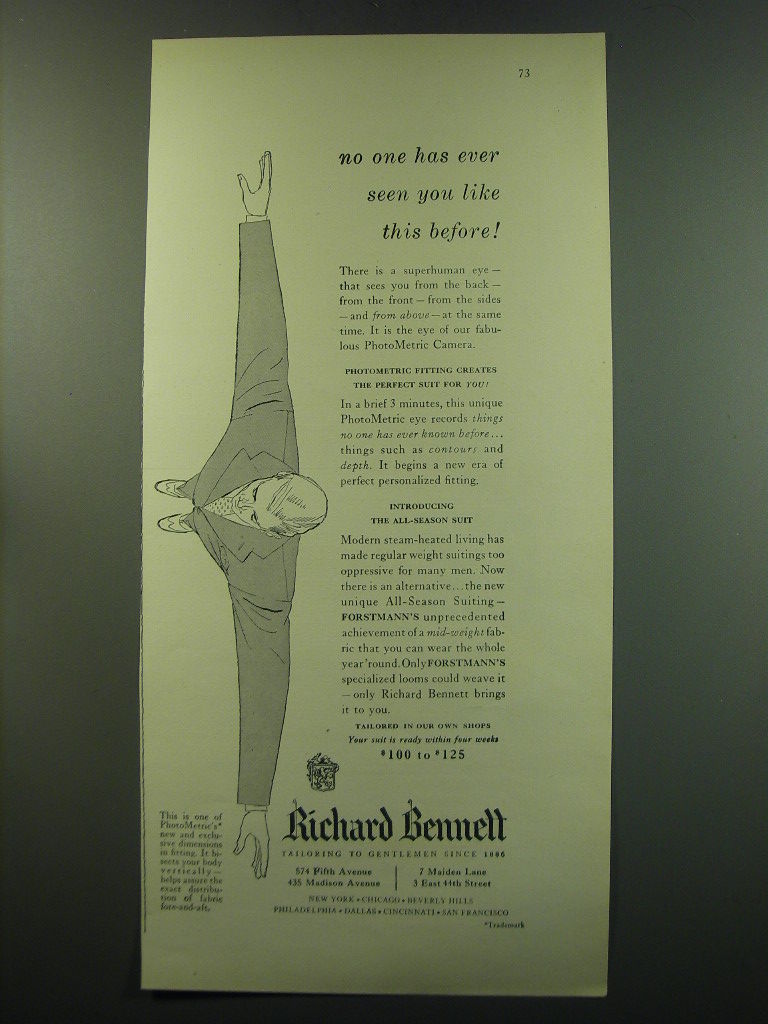 73
no one has ever
seen you like
this before!
There is a superhuman eye —
that sees you from the back —
from the front — from the sides
— and from above — at the same
time. It is the eye of our fabu-
lous PhotoMetric Camera.
PHOTOMETRIC FITTING CREATES
THE PERFECT SUIT FOR YOU!
In a brief 3 minutes, this unique
PhotoMetric eye records things
no one has ever known before...
things such as contours and
depth. It begins a new era of
perfect personalized fitting.
INTRODUCING
THE ALL-SEASON SUIT
Modern steam-heated living has
made regular weight suitings too
oppressive for many men. Now
there is an alternative...the new
unique All-Season Suiting —
FORSTMANN'S unprecedented
achievement of a mid-weight fab-
ric that you can wear the whole
year 'round. Only FORSTMANN'S
specialized looms could weave it
— only Richard Bennett brings
it to you.
TAILORED IN OUR OWN SHOPS
Your suit is ready within four weeks
$100 to $125
Richard Bennett
TAILORING TO GENTLEMEN SINCE 1806
574 Fifth Avenue | 7 Maiden Lane
435 Madison Avenue | 3 East 44th Street
NEW YORK • CHICAGO • BEVERLY HILLS
PHILADELPHIA • DALLAS • CINCINNATI • SAN FRANCISCO
*Trademark
This is one of
PhotoMetric's*
new and exclu-
sive dimensions
in fitting. It bi-
sects your body
vertically —
helps assure the
exact distribu-
tion of fabric
fore-and-aft.